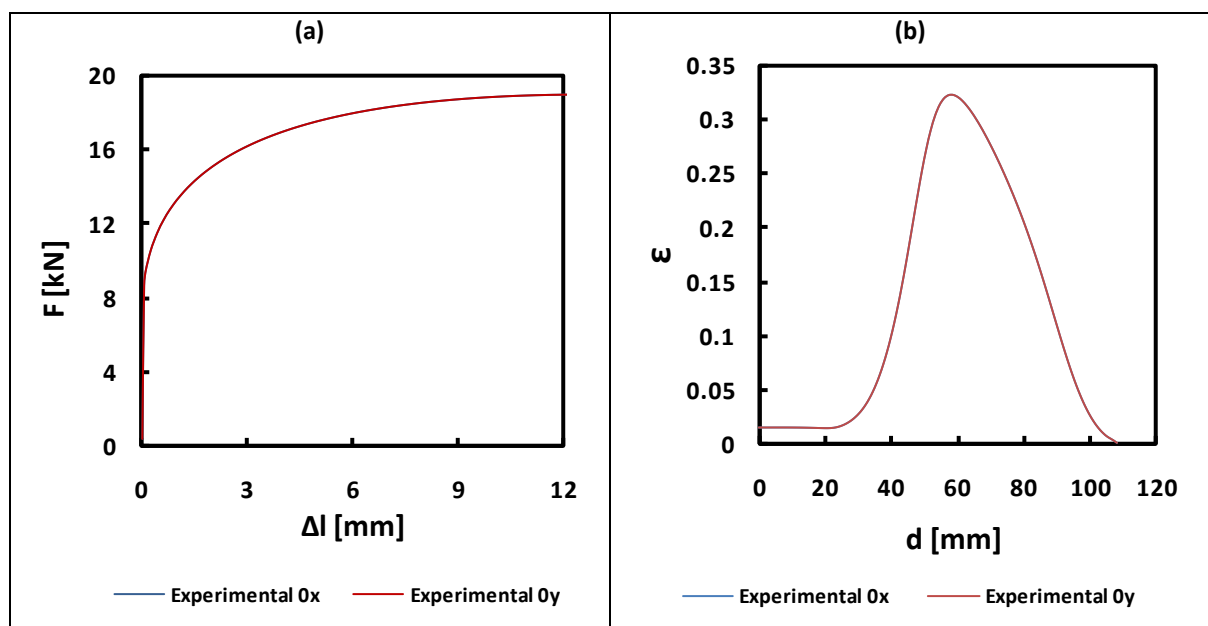 (a)
20
16
12
8
4
0
F [kN]
0 3 6 9 12
Δl [mm]
Experimental 0x Experimental 0y
(b)
0.35
0.3
0.25
0.2
0.15
0.1
0.05
0
ε
0 20 40 60 80 100 120
d [mm]
Experimental 0x Experimental 0y